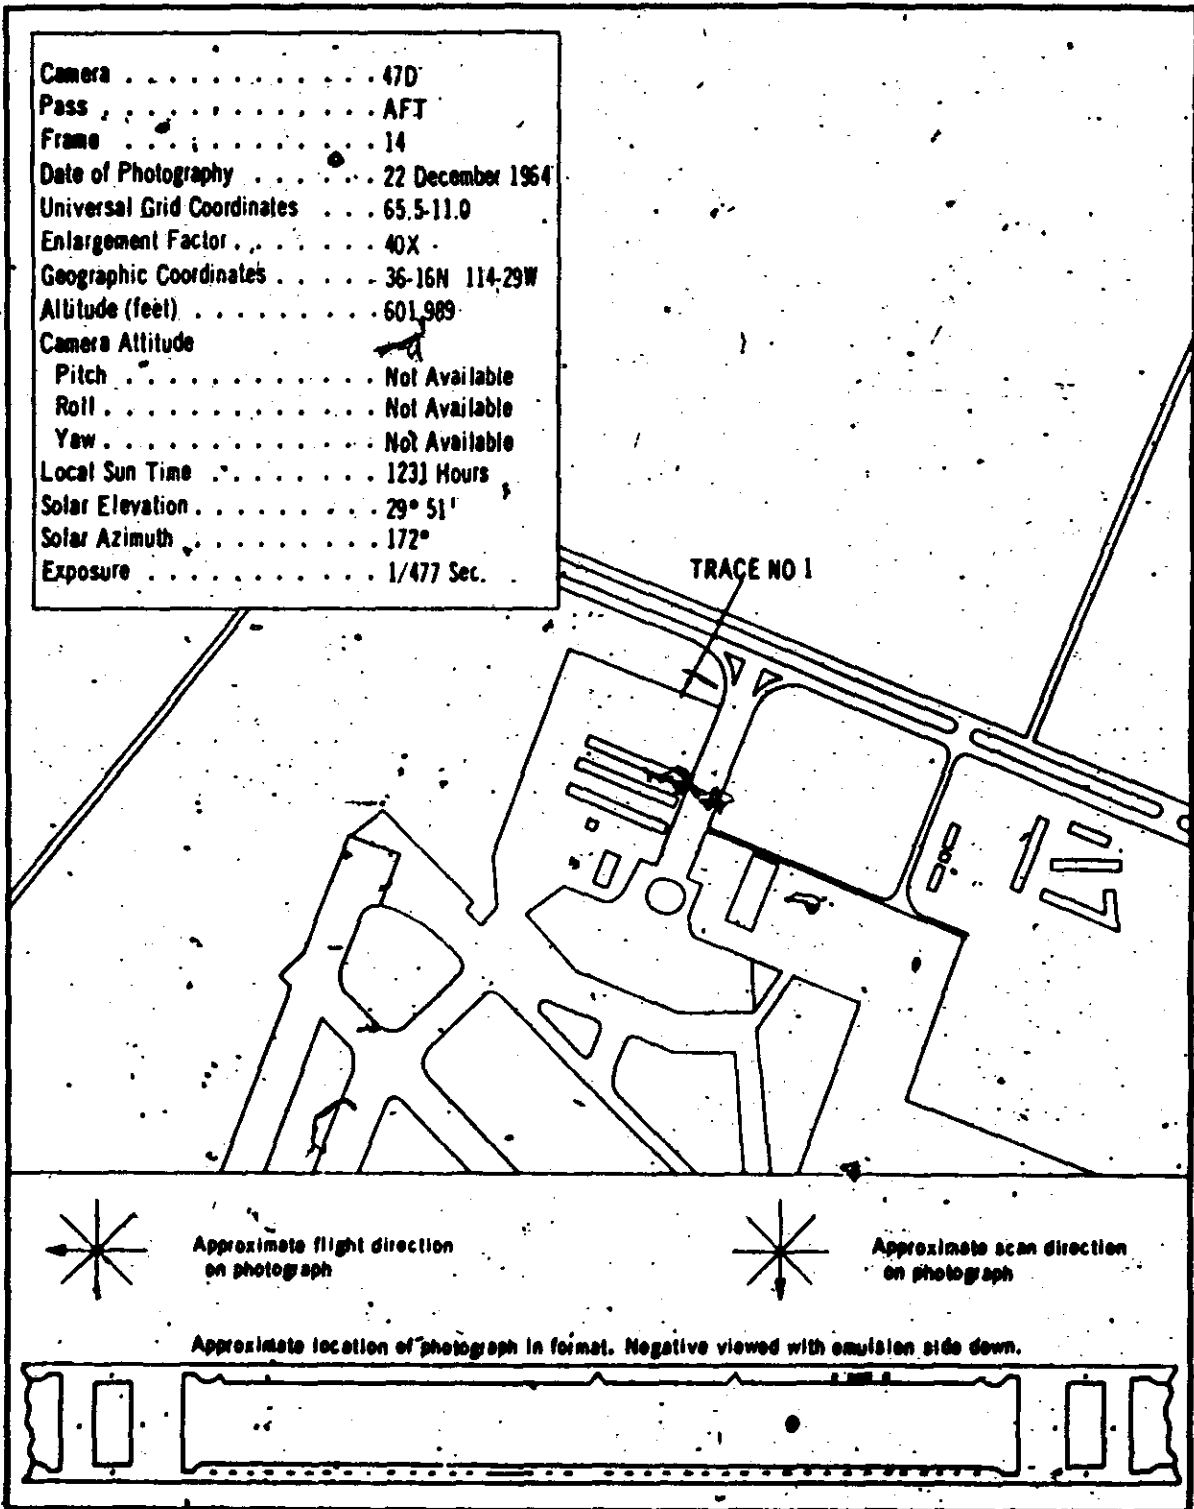 Camera . . . . . . . . . . . . 47D
Pass . . . . . . . . . . . . . AFT
Frame . . . . . . . . . . . . 14
Date of Photography . . . . . . 22 December 1964
Universal Grid Coordinates . . . 65.5-11.0
Enlargement Factor . . . . . . . 40X
Geographic Coordinates . . . . . 36-16N 114-29W
Altitude (feet) . . . . . . . . . 601,989
Camera Attitude
Pitch . . . . . . . . . . . . Not Available
Roll . . . . . . . . . . . . . Not Available
Yaw . . . . . . . . . . . . . Not Available
Local Sun Time . . . . . . . . 1231 Hours
Solar Elevation . . . . . . . . . 29° 51'
Solar Azimuth . . . . . . . . . . 172°
Exposure . . . . . . . . . . . . 1/477 Sec.
TRACE NO 1
Approximate flight direction
on photograph
Approximate scan direction
on photograph
Approximate location of photograph in format. Negative viewed with emulsion side down.